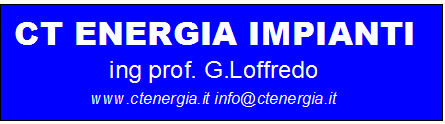 CT ENERGIA IMPIANTI
ing prof. G.Loffredo
www.ctenergia.it info@ctenergia.it